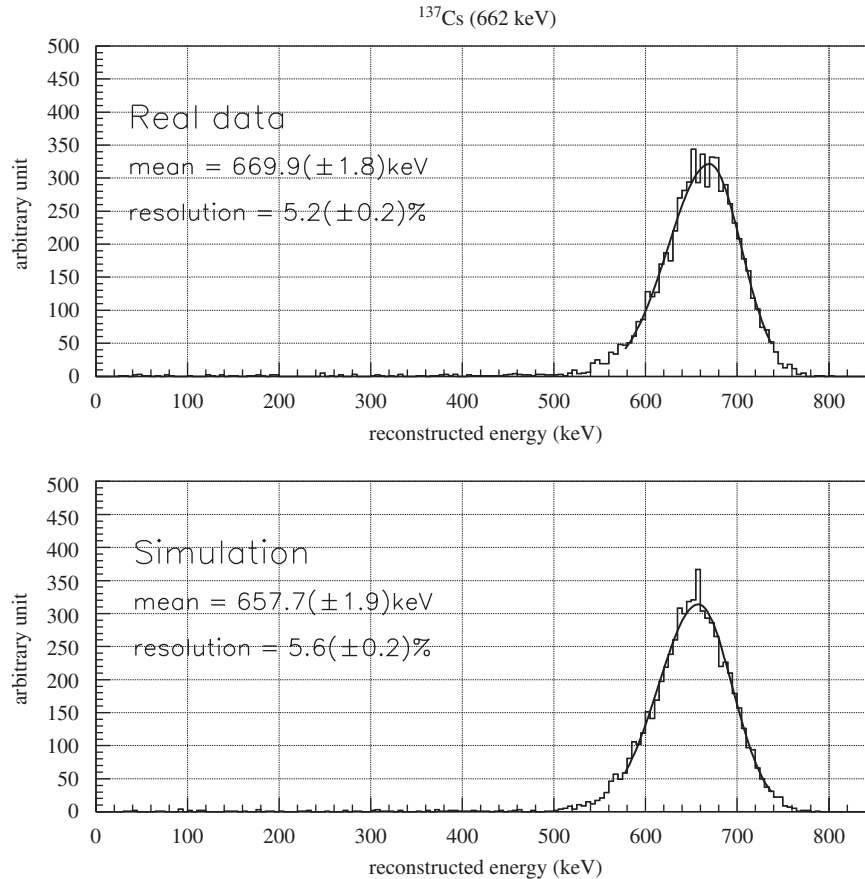 ¹³⁷Cs (662 keV)
500
450
400
350
300
250
200
150
100
50
0
arbitrary unit
Real data
mean = 669.9(±1.8)keV
resolution = 5.2(±0.2)%
0 100 200 300 400 500 600 700 800
reconstructed energy (keV)
500
450
400
350
300
250
200
150
100
50
0
arbitrary unit
Simulation
mean = 657.7(±1.9)keV
resolution = 5.6(±0.2)%
0 100 200 300 400 500 600 700 800
reconstructed energy (keV)